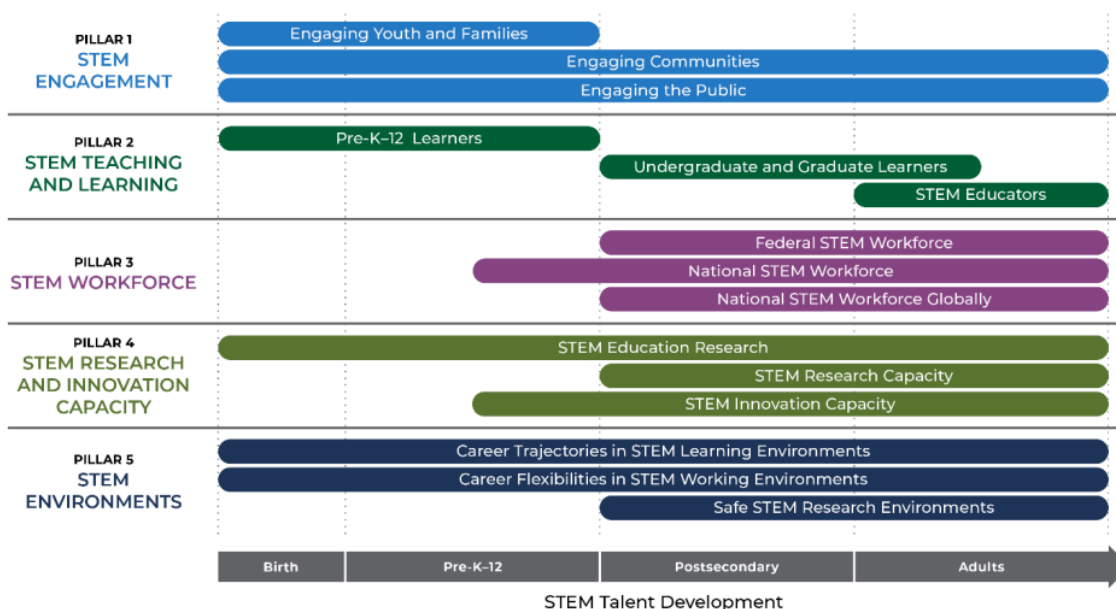 PILLAR 1
STEM
ENGAGEMENT
Engaging Youth and Families
Engaging Communities
Engaging the Public
PILLAR 2
STEM TEACHING
AND LEARNING
Pre-K–12 Learners
Undergraduate and Graduate Learners
STEM Educators
PILLAR 3
STEM WORKFORCE
Federal STEM Workforce
National STEM Workforce
National STEM Workforce Globally
PILLAR 4
STEM RESEARCH
AND INNOVATION
CAPACITY
STEM Education Research
STEM Research Capacity
STEM Innovation Capacity
PILLAR 5
STEM
ENVIRONMENTS
Career Trajectories in STEM Learning Environments
Career Flexibilities in STEM Working Environments
Safe STEM Research Environments
Birth Pre-K–12 Postsecondary Adults
STEM Talent Development